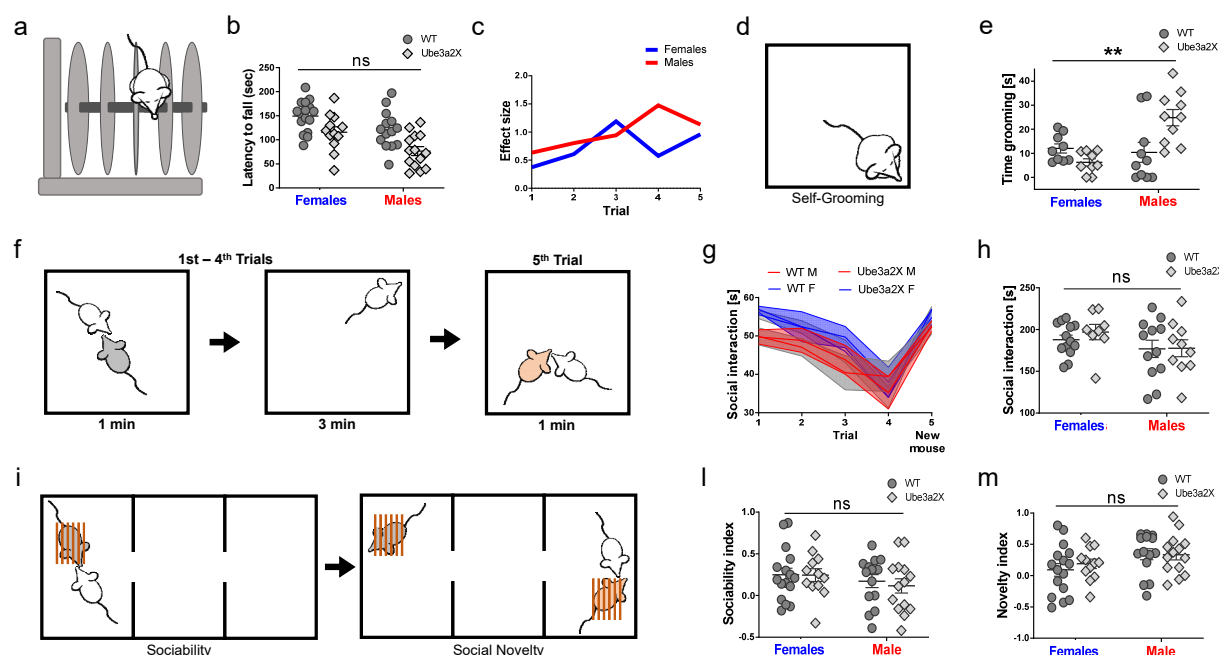 a
b
WT
Ube3a2X
ns
Latency to fall (sec)
250
200
150
100
50
0
Females
Males
c
Females
Males
Effect size
2.0
1.5
1.0
0.5
0.0
1 2 3 4 5
Trial
d
Self-Grooming
e
WT
Ube3a2X
**
Time grooming [s]
40
30
20
10
0
Females
Males
f
1st – 4th Trials
5th Trial
1 min
3 min
1 min
g
WT M
Ube3a2X M
WT F
Ube3a2X F
Social interaction [s]
60
50
40
30
1 2 3 4 5
Trial
New
mouse
h
WT
Ube3a2X
ns
Social interaction [s]
250
200
150
100
Females
Males
i
Sociability
Social Novelty
l
WT
Ube3a2X
ns
Sociability index
1.0
0.5
0.0
-0.5
Females
Male
m
WT
Ube3a2X
ns
Novelty index
1.0
0.5
0.0
-0.5
-1.0
Females
Male